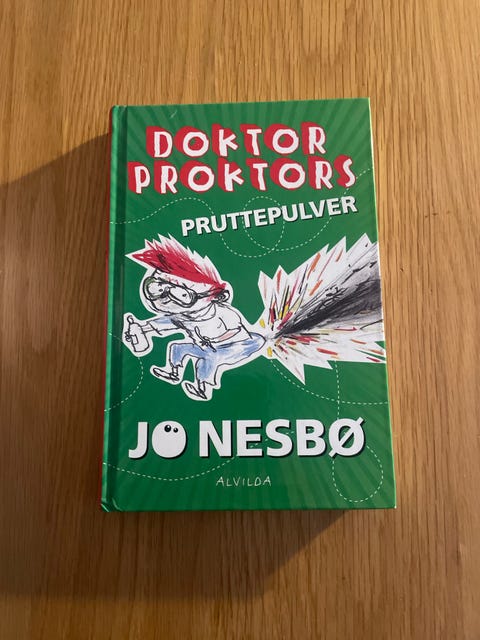 DOKTOR
PROKTORS
PRUTTEPULVER
JO NESBØ
ALVILDA